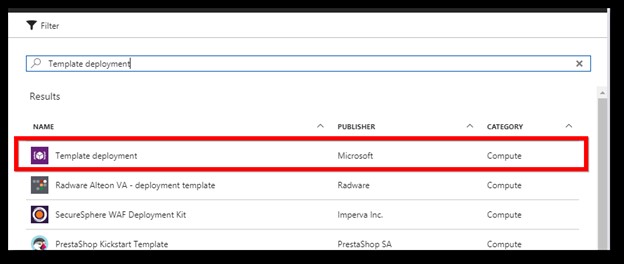 Filter
Template deployment
Results
NAME PUBLISHER CATEGORY
Template deployment Microsoft Compute
Radware Alteon VA - deployment template Radware Compute
SecureSphere WAF Deployment Kit Imperva Inc. Compute
PrestaShop Kickstart Template PrestaShop SA Compute